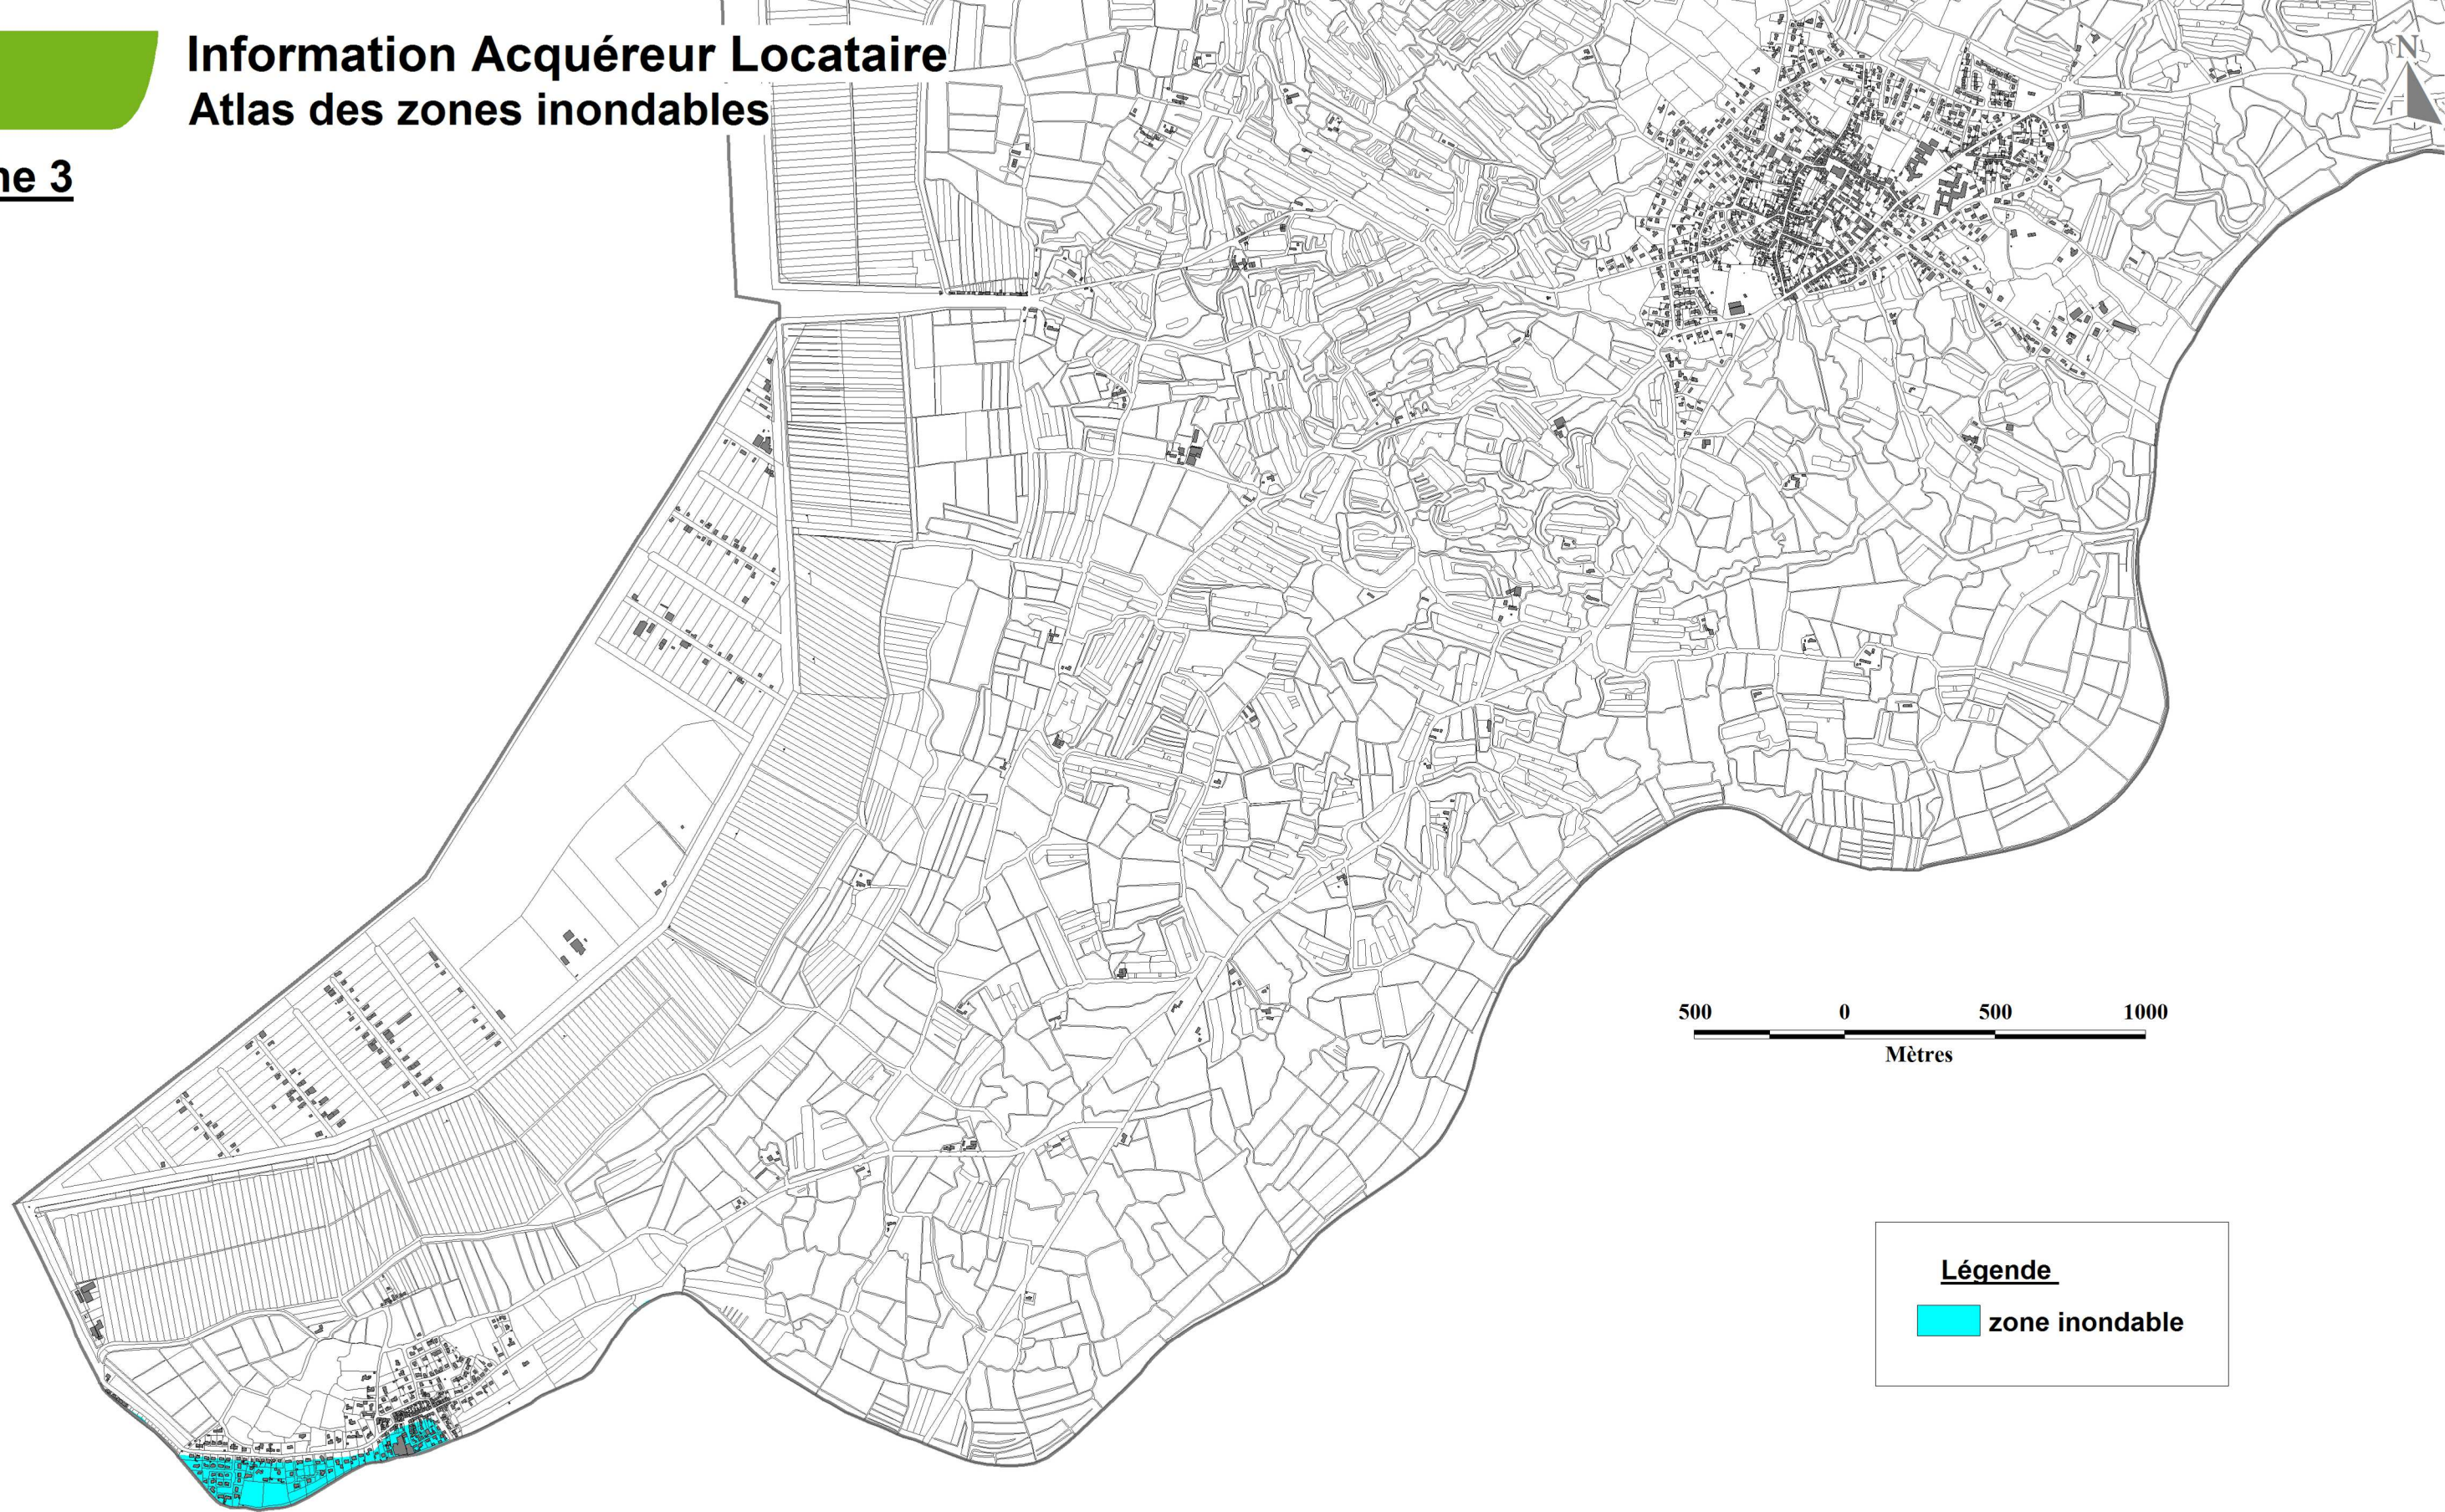 Information Acquéreur Locataire
Atlas des zones inondables
ne 3
N
500 0 500 1000
Mètres
Légende
zone inondable